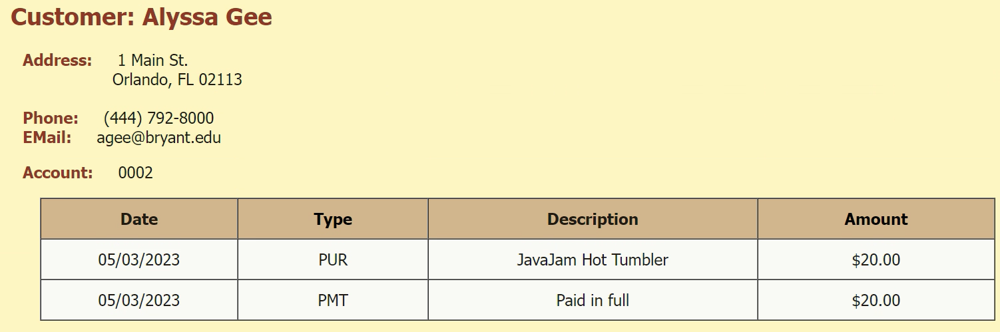 Customer: Alyssa Gee
Address: 1 Main St.
Orlando, FL 02113
Phone: (444) 792-8000
EMail: agee@bryant.edu
Account: 0002
Date Type Description Amount
05/03/2023 PUR JavaJam Hot Tumbler $20.00
05/03/2023 PMT Paid in full $20.00